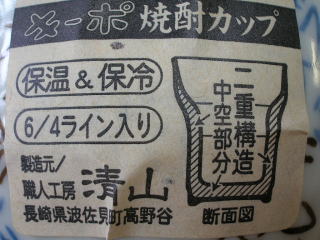 メーポ 焼酎カップ
保温&保冷
6/4ライン入り
二重構造
中空部分
製造元/
職人工房 清山
長崎県波佐見町高野谷
断面図